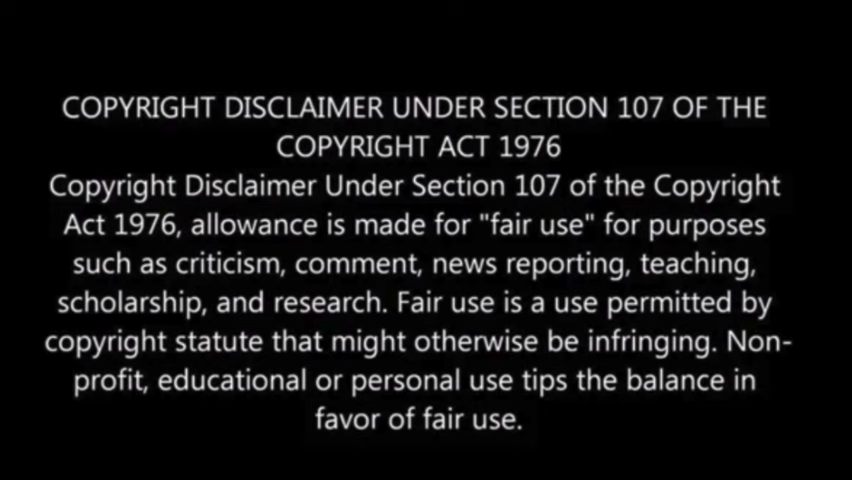 COPYRIGHT DISCLAIMER UNDER SECTION 107 OF THE
COPYRIGHT ACT 1976
Copyright Disclaimer Under Section 107 of the Copyright
Act 1976, allowance is made for "fair use" for purposes
such as criticism, comment, news reporting, teaching,
scholarship, and research. Fair use is a use permitted by
copyright statute that might otherwise be infringing. Non-
profit, educational or personal use tips the balance in
favor of fair use.